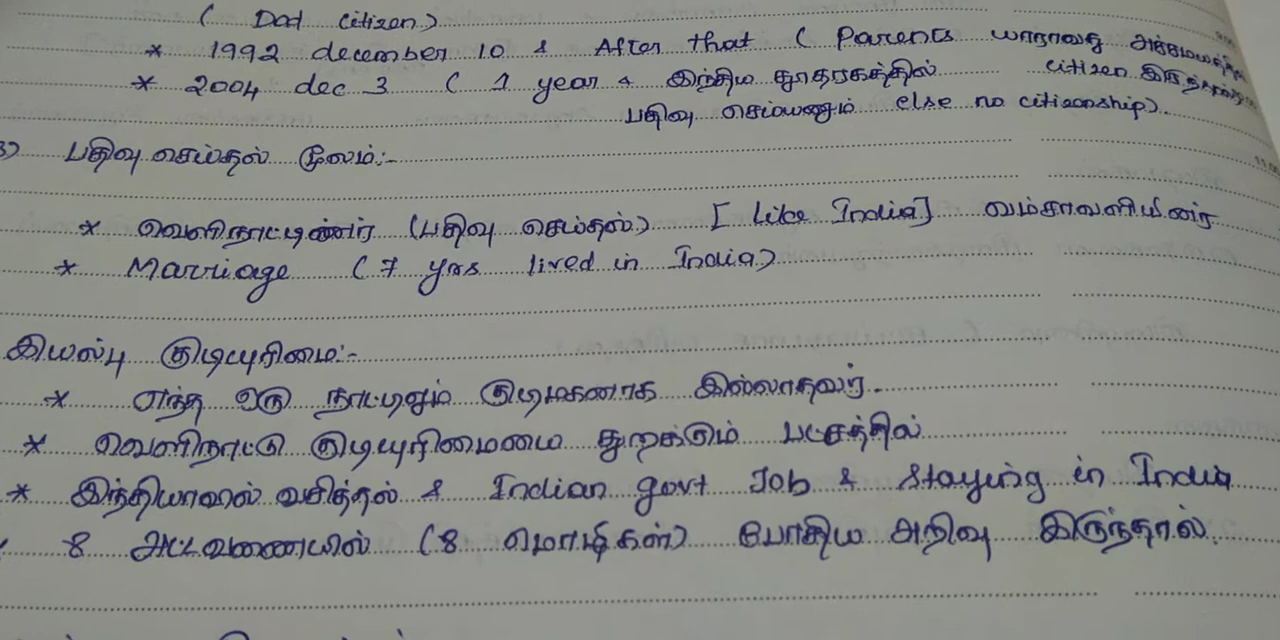 ( Dad citizen )
* 1992 december 10 & After that ( Parents யாராவது
* 2004 dec 3 ( 1 year & இந்திய தூதரகத்தில் citizen
பதிவு செய்யணும் else no citizenship).
3) பதிவு செய்தல் மூலம்:-
* வெளிநாட்டினர் (பதிவு செய்தல்) [ like India] வம்சாவளியினர்
* Marriage ( 7 yrs lived in India)
இயல்பு குடியுரிமை:-
* எந்த ஒரு நாட்டிலும் குடிமகனாக இல்லாதவர்.
* வெளிநாட்டு குடியுரிமையை துறக்கும் பட்சத்தில்
* இந்தியாவில் வசித்தல் & Indian govt Job & Staying in India
8 அட்டவணையில் (8 மொழிகள்) போதிய அறிவு இருந்தால்.